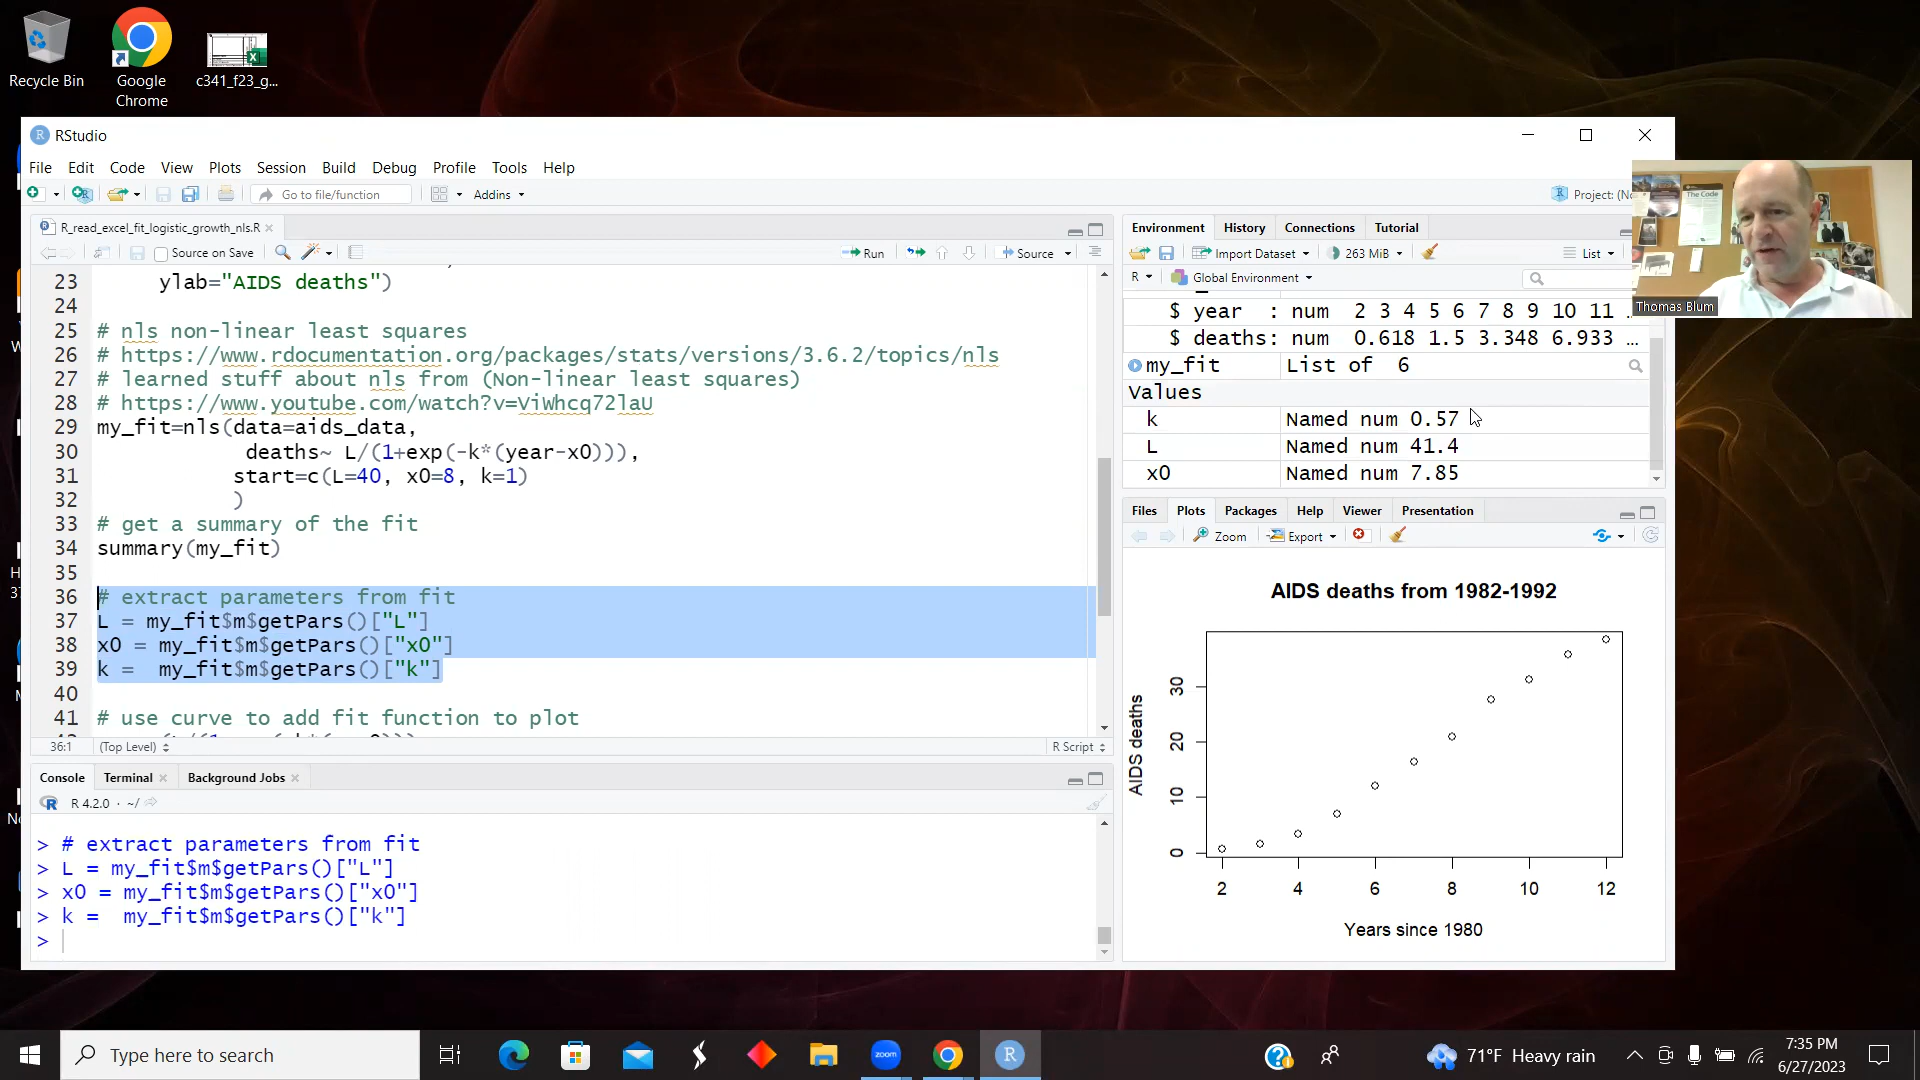 Recycle Bin
Google
Chrome
c341_f23_g...
RStudio
File Edit Code View Plots Session Build Debug Profile Tools Help
Go to file/function
Addins
Project: (No
R_read_excel_fit_logistic_growth_nls.R
Source on Save
Run
Source
23 ylab="AIDS deaths")
24
25 # nls non-linear least squares
26 # https://www.rdocumentation.org/packages/stats/versions/3.6.2/topics/nls
27 # learned stuff about nls from (Non-linear least squares)
28 # https://www.youtube.com/watch?v=ViWhcq72laU
29 my_fit=nls(data=aids_data,
30 deaths~ L/(1+exp(-k*(year-x0))),
31 start=c(L=40, x0=8, k=1)
32 )
33 # get a summary of the fit
34 summary(my_fit)
35
36 # extract parameters from fit
37 L = my_fit$m$getPars()["L"]
38 x0 = my_fit$m$getPars()["x0"]
39 k =  my_fit$m$getPars()["k"]
40
41 # use curve to add fit function to plot
36:1 (Top Level) R Script
Console Terminal Background Jobs
R 4.2.0 · ~/
> # extract parameters from fit
> L = my_fit$m$getPars()["L"]
> x0 = my_fit$m$getPars()["x0"]
> k =  my_fit$m$getPars()["k"]
>
Environment History Connections Tutorial
Import Dataset 263 MiB List
R Global Environment
$ year : num 2 3 4 5 6 7 8 9 10 11 ..
$ deaths: num 0.618 1.5 3.348 6.933 ...
my_fit List of 6
Values
k Named num 0.57
L Named num 41.4
x0 Named num 7.85
Files Plots Packages Help Viewer Presentation
Zoom Export
AIDS deaths from 1982-1992
AIDS deaths
30
20
10
0
2 4 6 8 10 12
Years since 1980
The Code
Thomas Blum
Type here to search
zoom
R
71°F Heavy rain
7:35 PM
6/27/2023